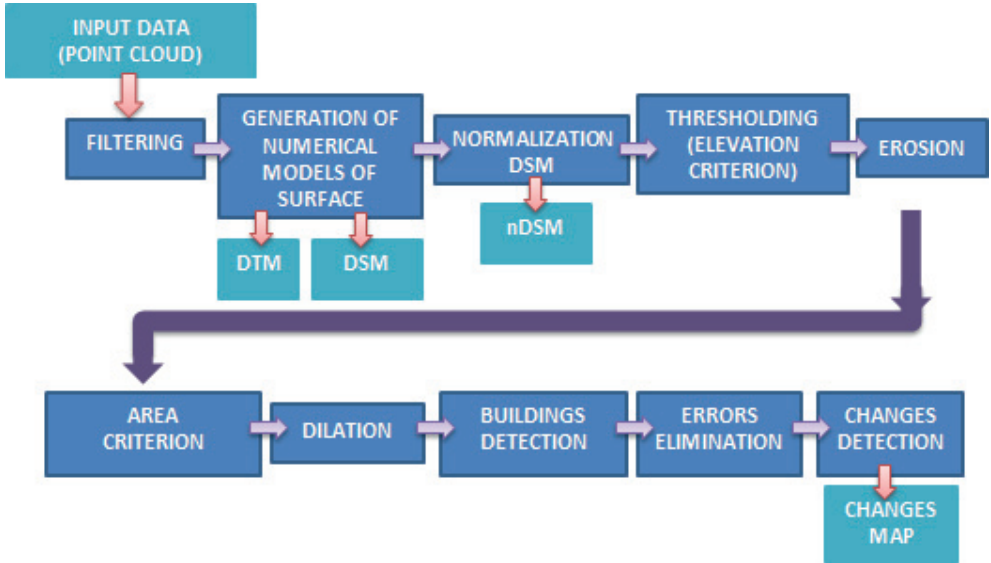 INPUT DATA
(POINT CLOUD)
FILTERING
GENERATION OF
NUMERICAL
MODELS OF
SURFACE
NORMALIZATION
DSM
THRESHOLDING
(ELEVATION
CRITERION)
EROSION
DTM
DSM
nDSM
AREA
CRITERION
DILATION
BUILDINGS
DETECTION
ERRORS
ELIMINATION
CHANGES
DETECTION
CHANGES
MAP